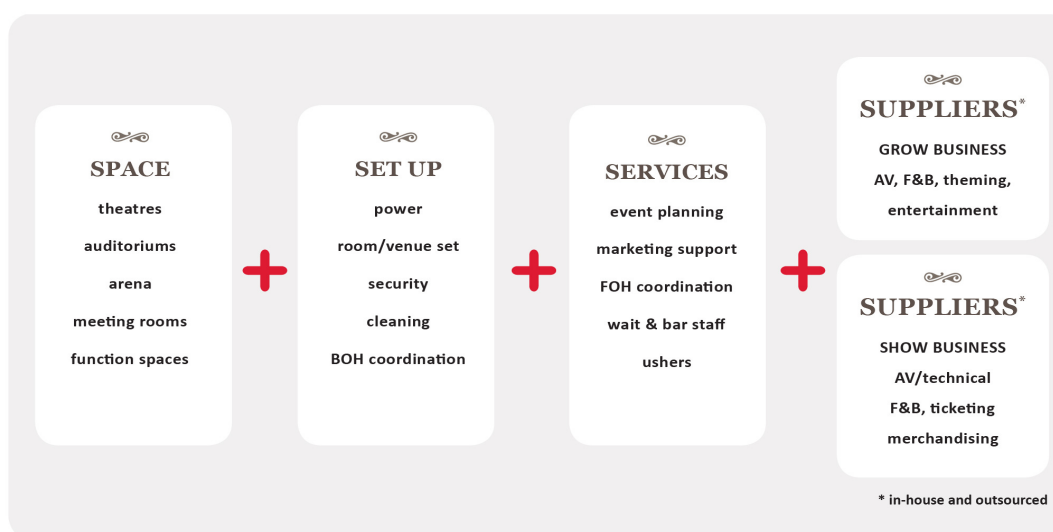 SPACE
theatres
auditoriums
arena
meeting rooms
function spaces
SET UP
power
room/venue set
security
cleaning
BOH coordination
SERVICES
event planning
marketing support
FOH coordination
wait & bar staff
ushers
SUPPLIERS*
GROW BUSINESS
AV, F&B, theming,
entertainment
SUPPLIERS*
SHOW BUSINESS
AV/technical
F&B, ticketing
merchandising
* in-house and outsourced